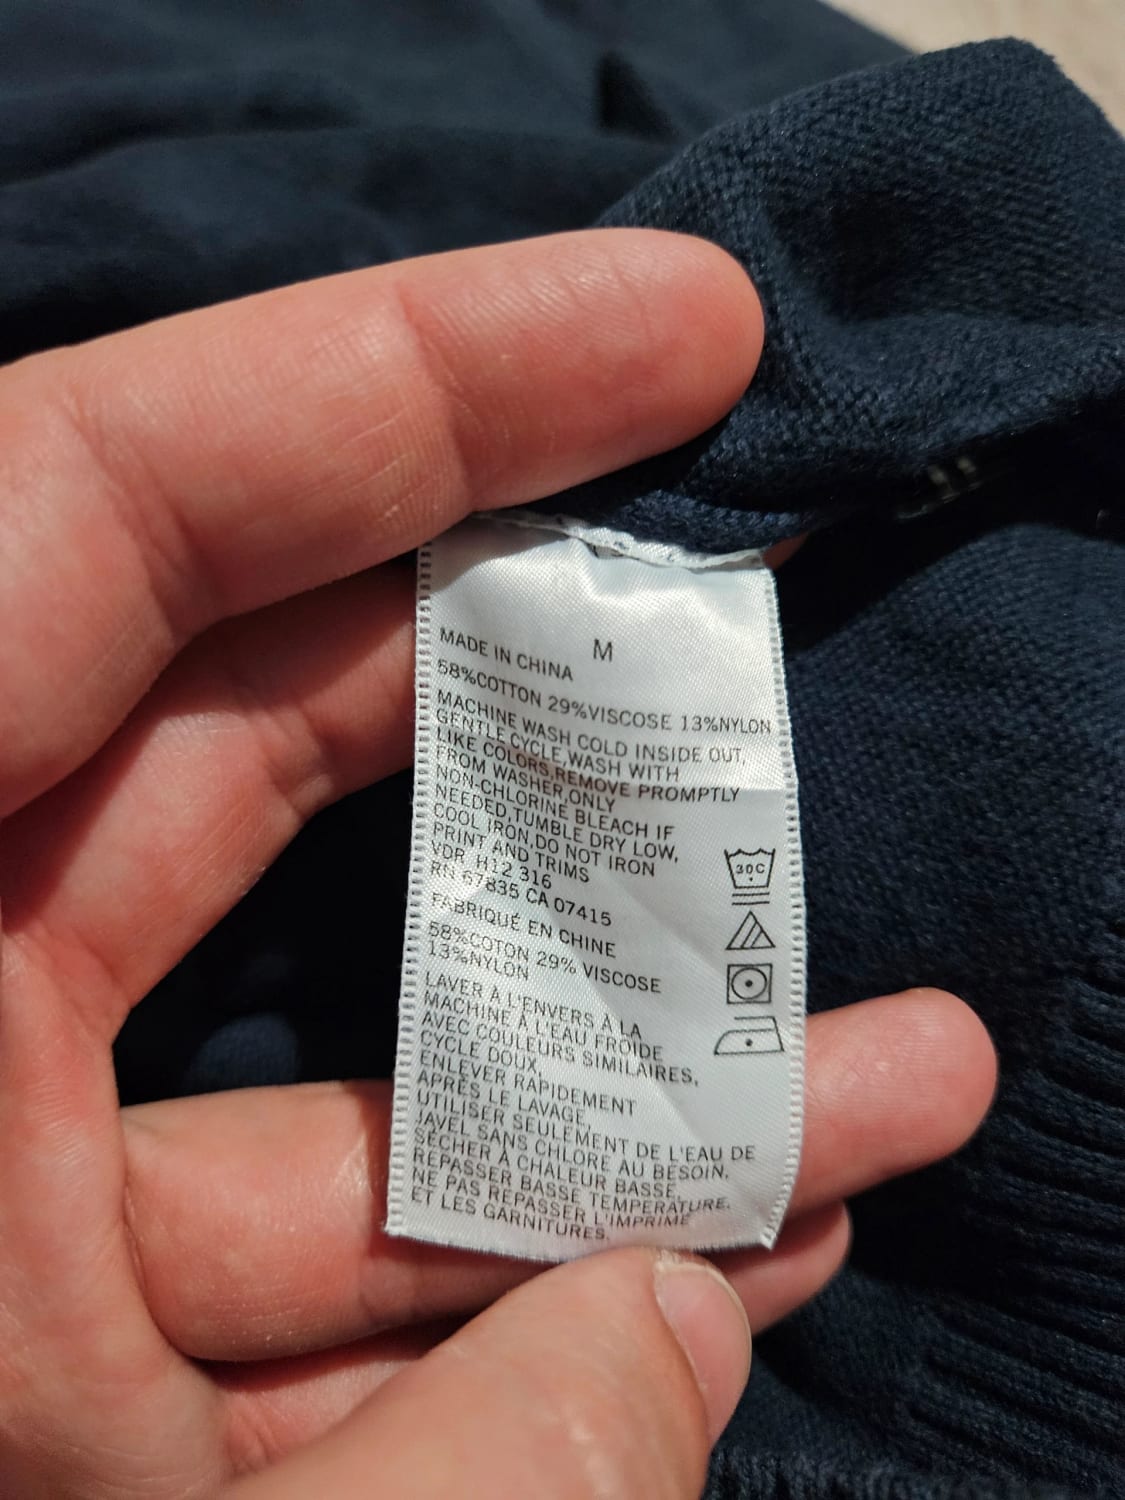 M
MADE IN CHINA
58%COTTON 29%VISCOSE 13%NYLON
MACHINE WASH COLD INSIDE OUT,
GENTLE CYCLE,WASH WITH
LIKE COLORS,REMOVE PROMPTLY
FROM WASHER,ONLY
NON-CHLORINE BLEACH IF
NEEDED,TUMBLE DRY LOW,
COOL IRON,DO NOT IRON
PRINT AND TRIMS
VDR H12 316
RN 67835 CA 07415
FABRIQUÉ EN CHINE
58%COTON 29% VISCOSE
13%NYLON
LAVER À L'ENVERS À LA
MACHINE À L'EAU FROIDE
AVEC COULEURS SIMILAIRES,
CYCLE DOUX,
ENLEVER RAPIDEMENT
APRÈS LE LAVAGE,
UTILISER SEULEMENT DE L'EAU DE
JAVEL SANS CHLORE AU BESOIN.
SÉCHER À CHALEUR BASSE,
REPASSER BASSE TEMPÉRATURE.
NE PAS REPASSER L'IMPRIMÉ
ET LES GARNITURES.
30C